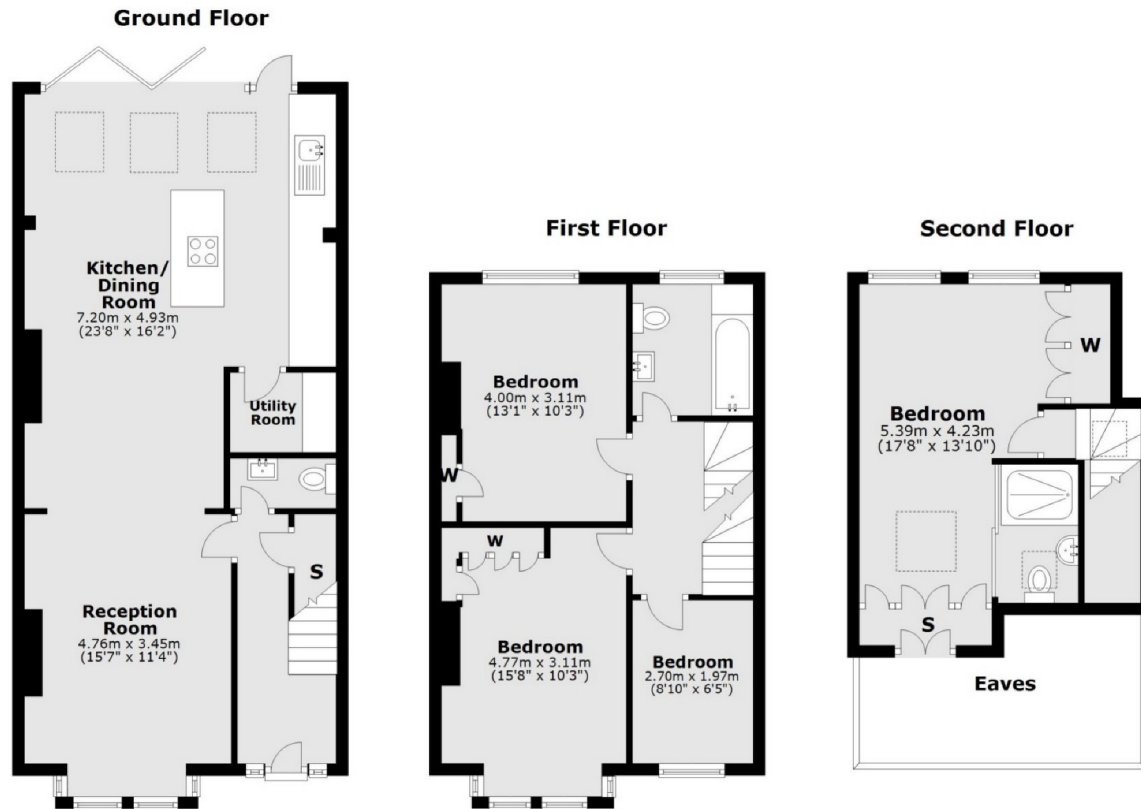 Ground Floor
Kitchen/
Dining
Room
7.20m x 4.93m
(23'8" x 16'2")
Utility
Room
S
Reception
Room
4.76m x 3.45m
(15'7" x 11'4")
First Floor
Bedroom
4.00m x 3.11m
(13'1" x 10'3")
W
W
Bedroom
4.77m x 3.11m
(15'8" x 10'3")
Bedroom
2.70m x 1.97m
(8'10" x 6'5")
Second Floor
W
Bedroom
5.39m x 4.23m
(17'8" x 13'10")
S
Eaves